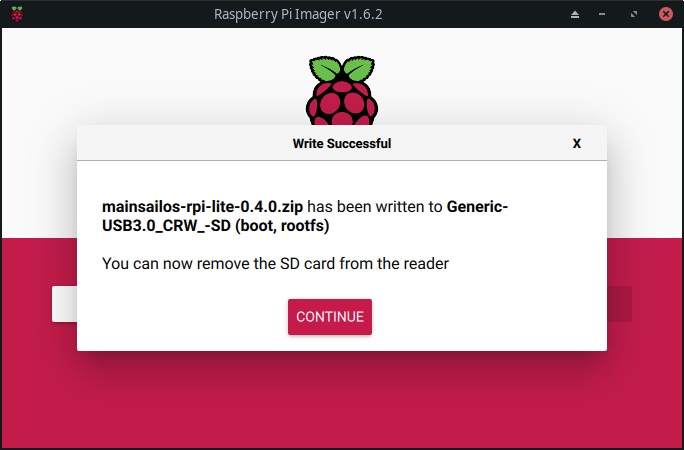 Raspberry Pi Imager v1.6.2
Write Successful
X
mainsailos-rpi-lite-0.4.0.zip has been written to Generic-
USB3.0_CRW_-SD (boot, rootfs)
You can now remove the SD card from the reader
CONTINUE